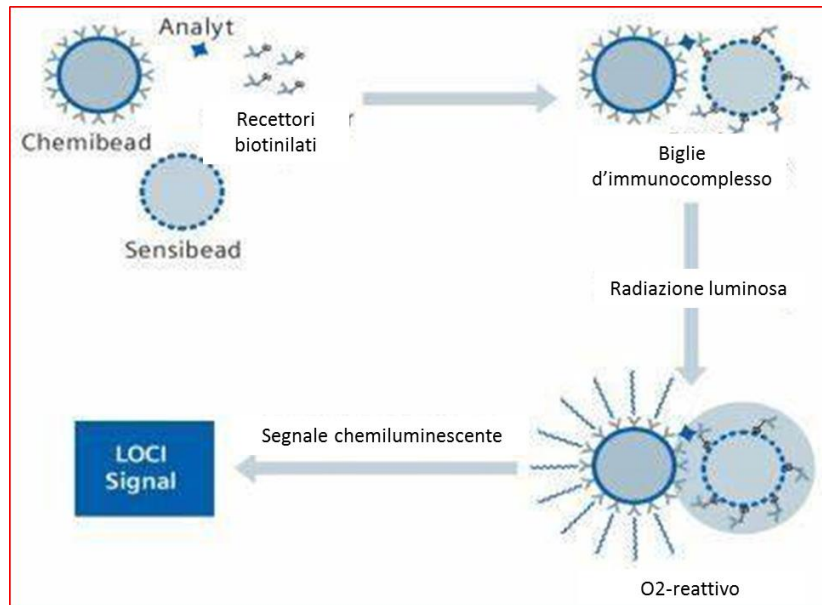 Analyt
Chemibead
Recettori
biotinilati
Sensibead
Biglie
d’immunocomplesso
Radiazione luminosa
Segnale chemiluminescente
LOCI
Signal
O2-reattivo